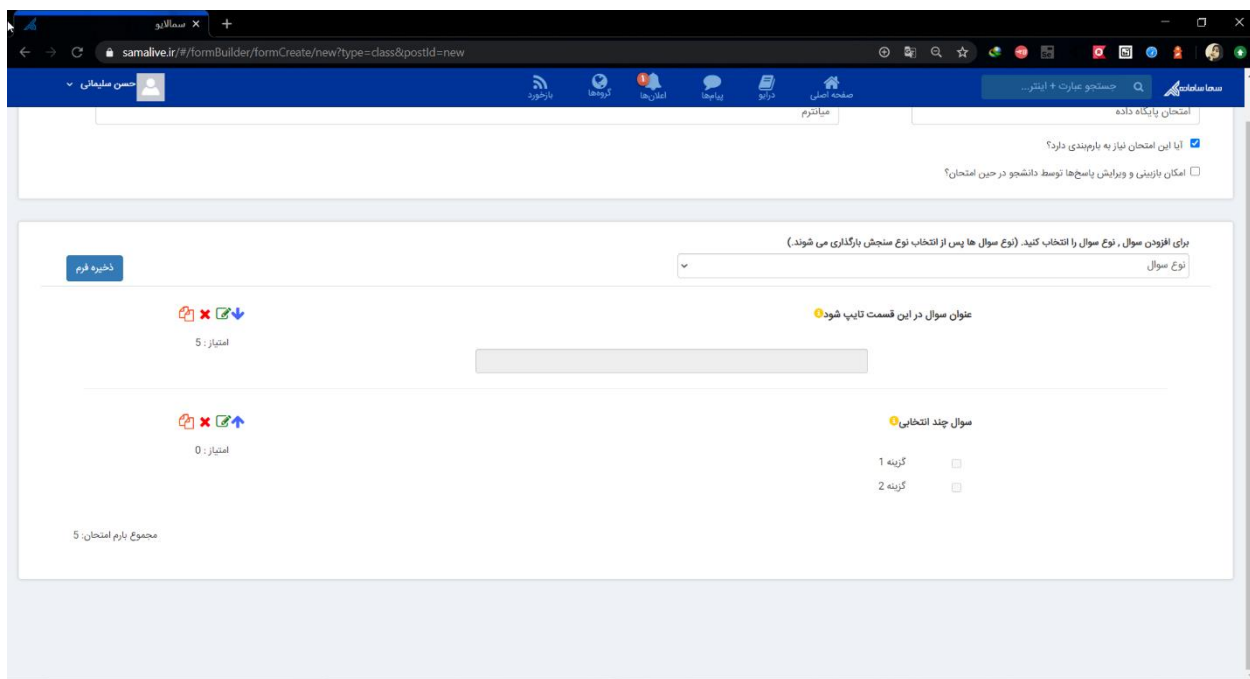 سمالایو
samalive.ir/#/formBuilder/formCreate/new?type=class&postId=new
سما سامانه
جستجو عبارت + اینتر...
صفحه اصلی
درایو
پیام‌ها
اعلان‌ها
1
گروه‌ها
بازخورد
حسن سلیمانی
امتحان پایگاه داده
میانترم
آیا این امتحان نیاز به بارم‌بندی دارد؟
امکان بازبینی و ویرایش پاسخ‌ها توسط دانشجو در حین امتحان؟
برای افزودن سوال , نوع سوال را انتخاب کنید. (نوع سوال ها پس از انتخاب نوع سنجش بارگذاری می شوند.)
نوع سوال
ذخیره فرم
عنوان سوال در این قسمت تایپ شود
امتیاز : 5
سوال چند انتخابی
امتیاز : 0
گزینه 1
گزینه 2
مجموع بارم امتحان: 5